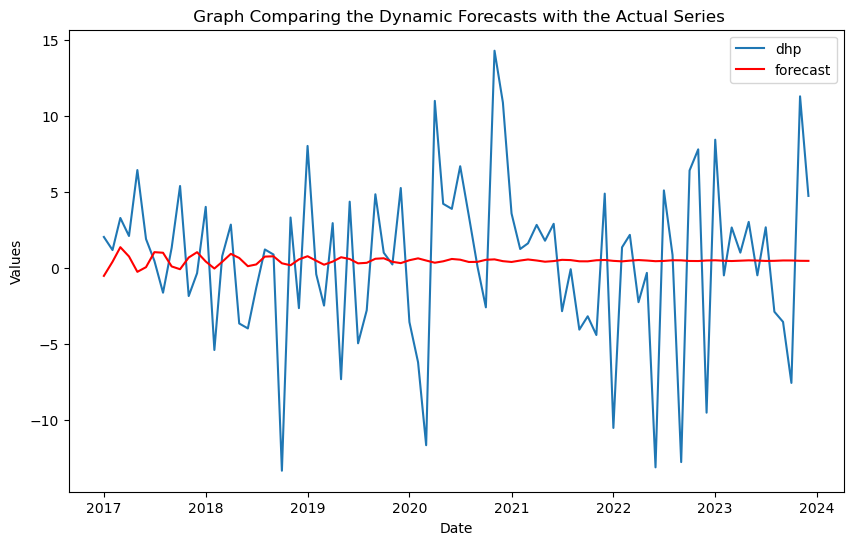 Graph Comparing the Dynamic Forecasts with the Actual Series
dhp
forecast
15
10
5
0
−5
−10
Values
2017 2018 2019 2020 2021 2022 2023 2024
Date